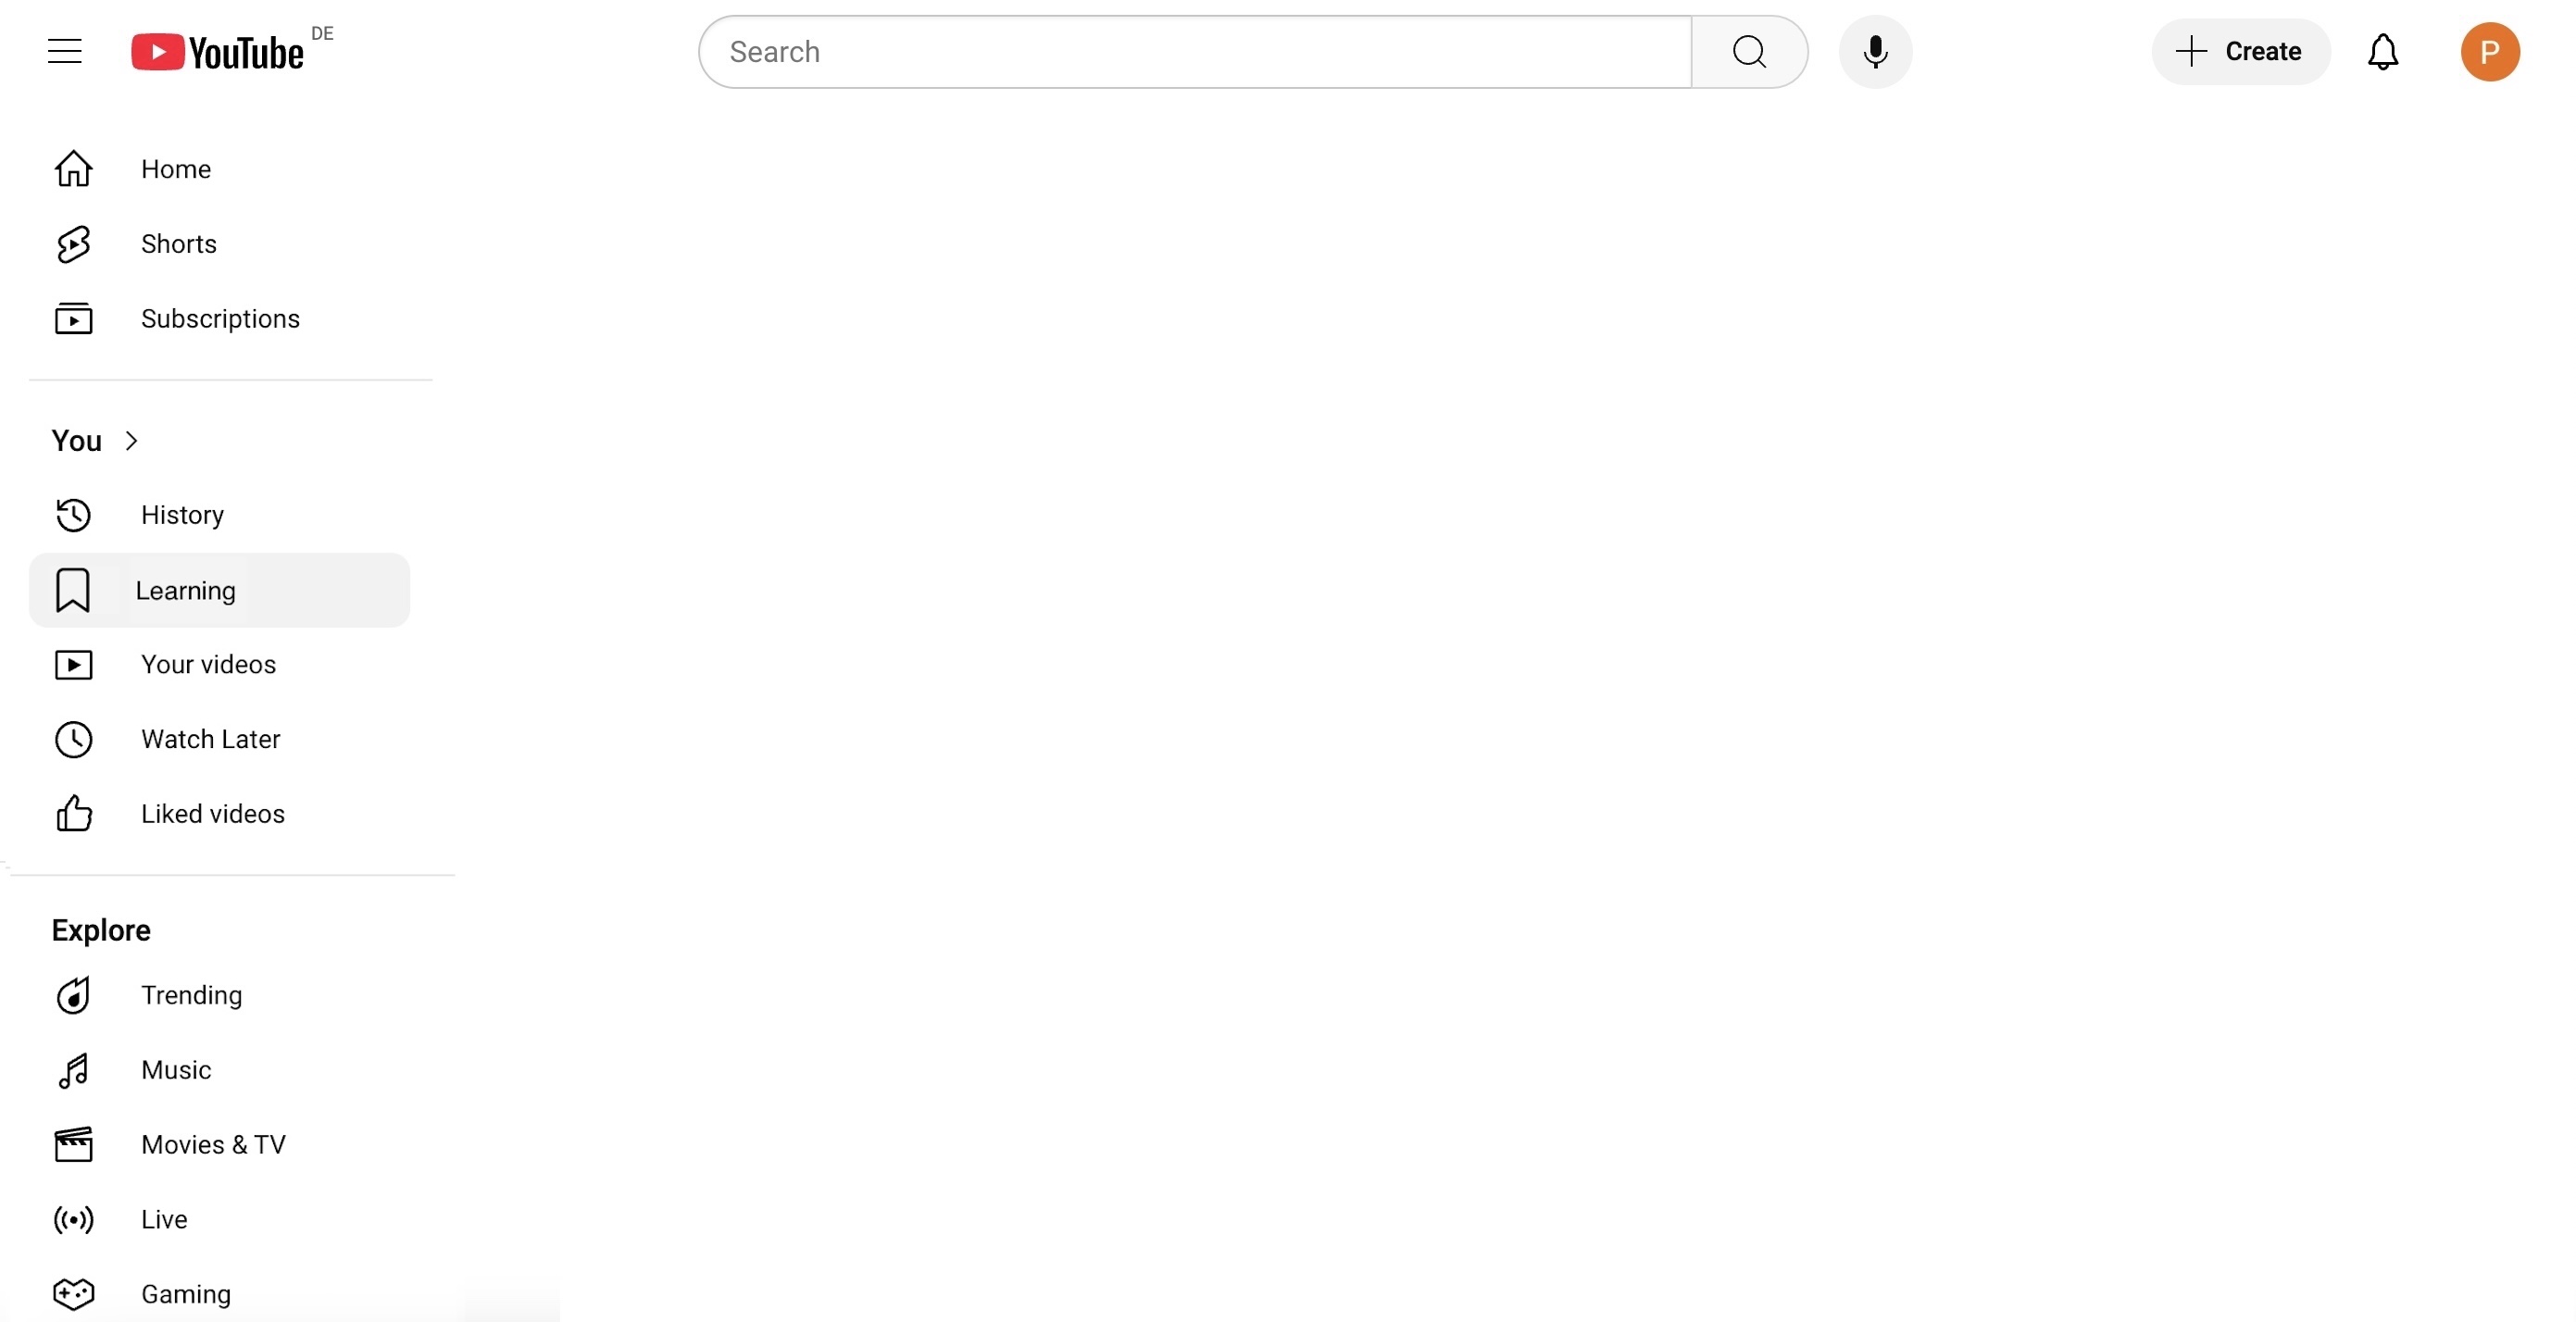 YouTube DE
Search
Create
P
Home
Shorts
Subscriptions
You
History
Learning
Your videos
Watch Later
Liked videos
Explore
Trending
Music
Movies & TV
Live
Gaming